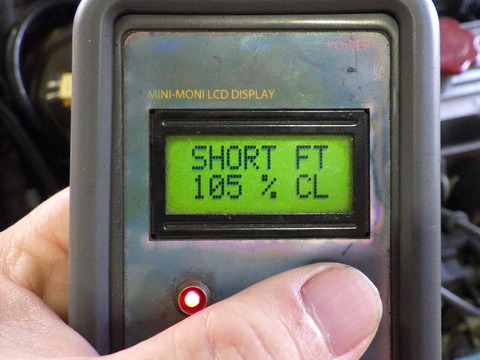 POWER
MINI-MONI LCD DISPLAY
SHORT FT
105 % CL